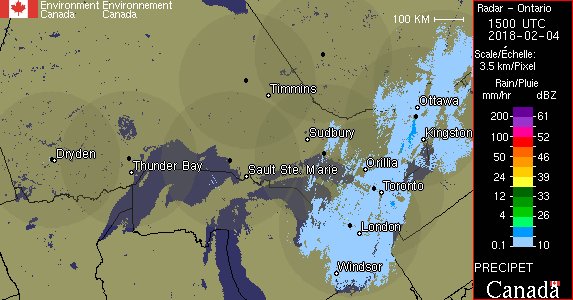 Environment Environnement
Canada Canada
100 KM
Timmins
Ottawa
Sudbury
Kingston
Dryden
Thunder Bay
Sault Ste. Marie
Orillia
Toronto
London
Windsor
Radar - Ontario
1500 UTC
2018-02-04
Scale/Échelle:
3.5 km/Pixel
Rain/Pluie
mm/hr dBZ
200 61
100 52
50 46
24 39
12 33
4 26
0.1 10
PRECIPET
Canada